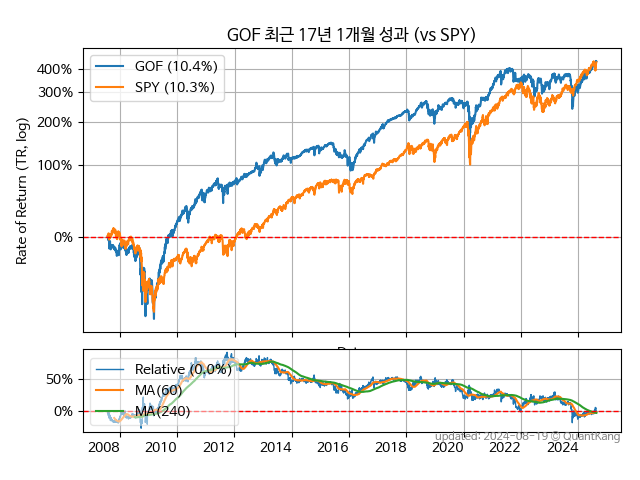 GOF 최근 17년 1개월 성과 (vs SPY)
Rate of Return (TR, log)
400%
300%
200%
100%
0%
GOF (10.4%)
SPY (10.3%)
50%
0%
Relative (0.0%)
MA(60)
MA(240)
2008 2010 2012 2014 2016 2018 2020 2022 2024
updated: 2024-08-19 © QuantKang